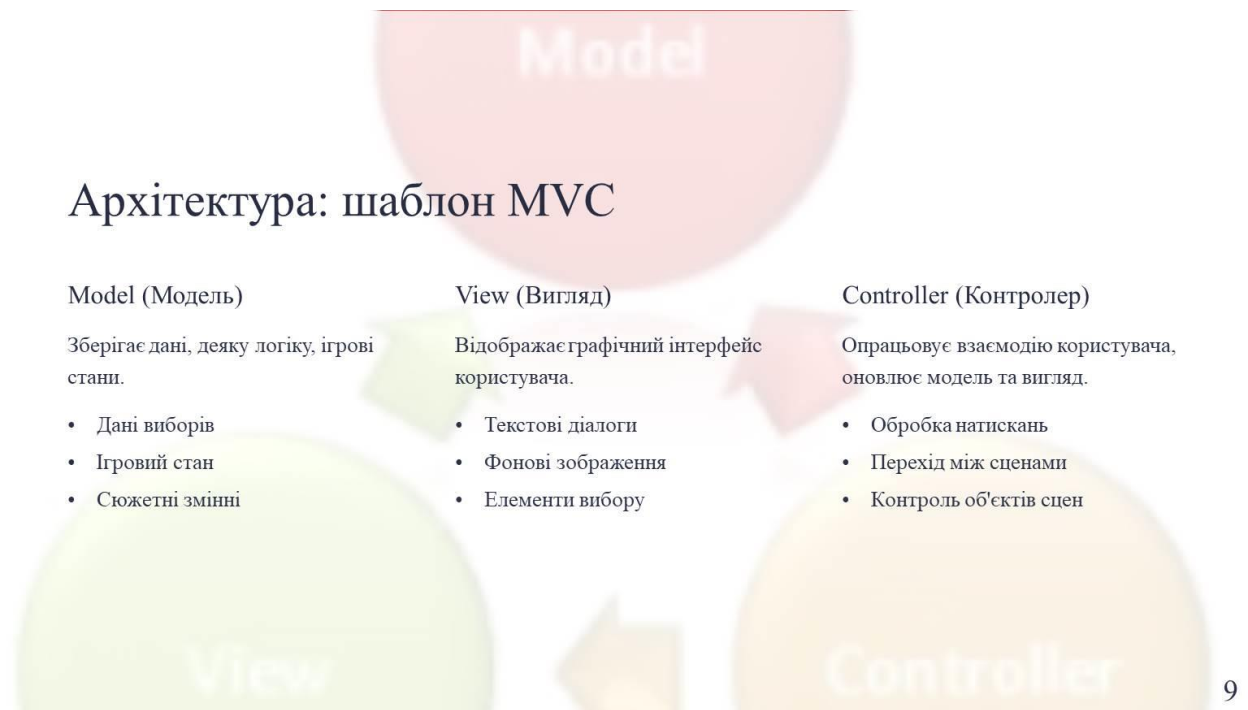 Model
Архітектура: шаблон MVC
Model (Модель)
Зберігає дані, деяку логіку, ігрові
стани.
• Дані виборів
• Ігровий стан
• Сюжетні змінні
View (Вигляд)
Відображає графічний інтерфейс
користувача.
• Текстові діалоги
• Фонові зображення
• Елементи вибору
Controller (Контролер)
Опрацьовує взаємодію користувача,
оновлює модель та вигляд.
• Обробка натискань
• Перехід між сценами
• Контроль об'єктів сцен
View
Controller
9